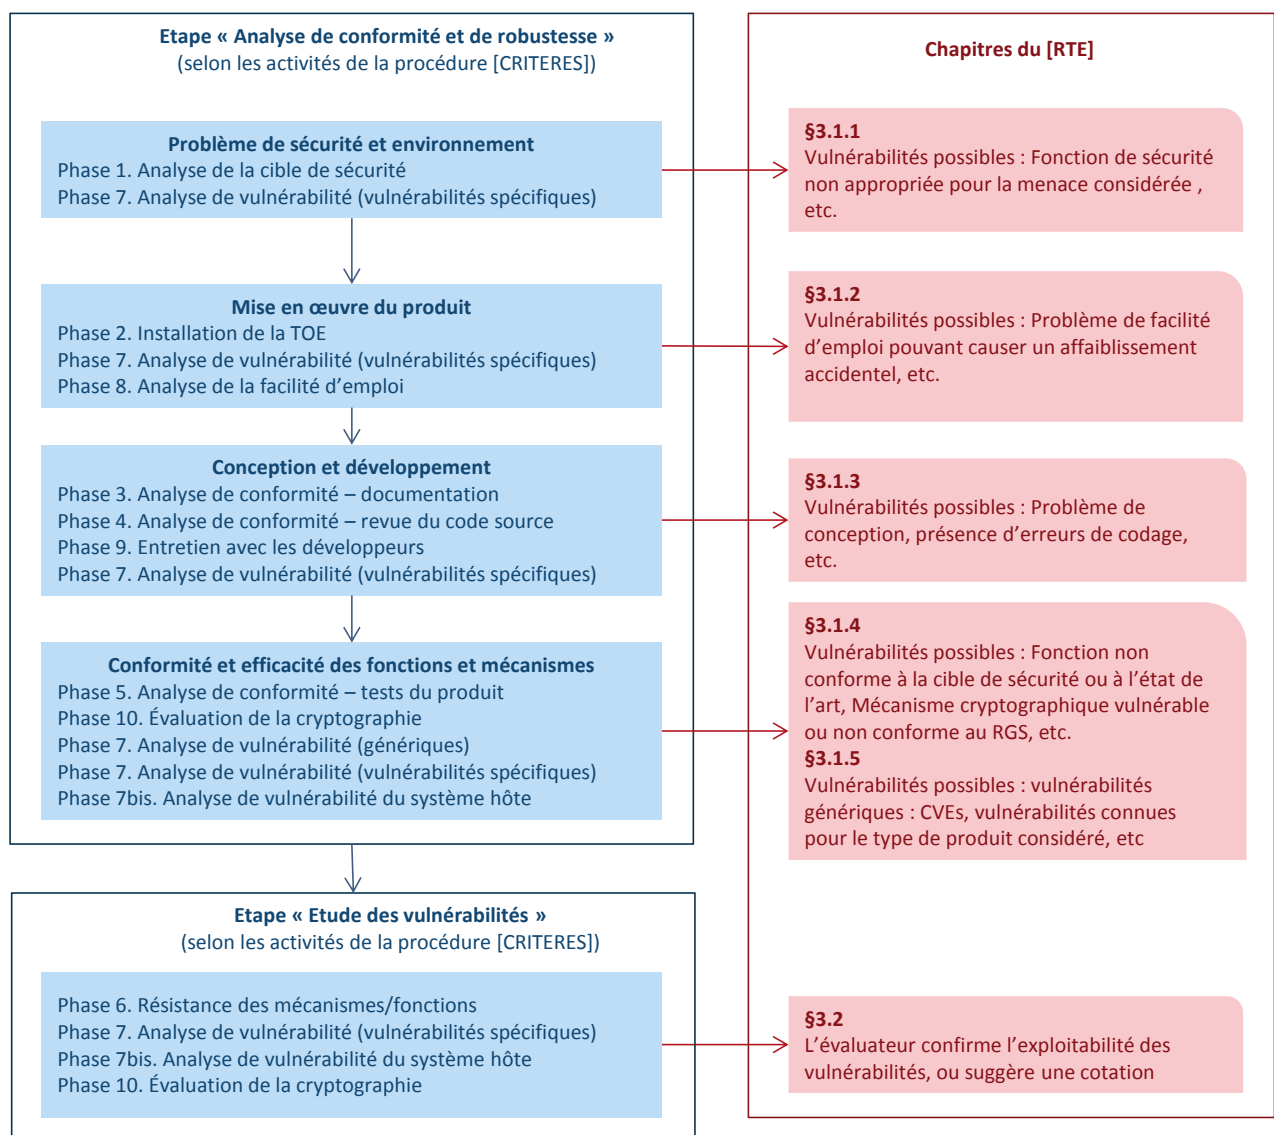 Etape « Analyse de conformité et de robustesse »
(selon les activités de la procédure [CRITERES])
Problème de sécurité et environnement
Phase 1. Analyse de la cible de sécurité
Phase 7. Analyse de vulnérabilité (vulnérabilités spécifiques)
Mise en œuvre du produit
Phase 2. Installation de la TOE
Phase 7. Analyse de vulnérabilité (vulnérabilités spécifiques)
Phase 8. Analyse de la facilité d’emploi
Conception et développement
Phase 3. Analyse de conformité – documentation
Phase 4. Analyse de conformité – revue du code source
Phase 9. Entretien avec les développeurs
Phase 7. Analyse de vulnérabilité (vulnérabilités spécifiques)
Conformité et efficacité des fonctions et mécanismes
Phase 5. Analyse de conformité – tests du produit
Phase 10. Évaluation de la cryptographie
Phase 7. Analyse de vulnérabilité (génériques)
Phase 7. Analyse de vulnérabilité (vulnérabilités spécifiques)
Phase 7bis. Analyse de vulnérabilité du système hôte
Etape « Etude des vulnérabilités »
(selon les activités de la procédure [CRITERES])
Phase 6. Résistance des mécanismes/fonctions
Phase 7. Analyse de vulnérabilité (vulnérabilités spécifiques)
Phase 7bis. Analyse de vulnérabilité du système hôte
Phase 10. Évaluation de la cryptographie
Chapitres du [RTE]
§3.1.1
Vulnérabilités possibles : Fonction de sécurité
non appropriée pour la menace considérée ,
etc.
§3.1.2
Vulnérabilités possibles : Problème de facilité
d’emploi pouvant causer un affaiblissement
accidentel, etc.
§3.1.3
Vulnérabilités possibles : Problème de
conception, présence d’erreurs de codage,
etc.
§3.1.4
Vulnérabilités possibles : Fonction non
conforme à la cible de sécurité ou à l’état de
l’art, Mécanisme cryptographique vulnérable
ou non conforme au RGS, etc.
§3.1.5
Vulnérabilités possibles : vulnérabilités
génériques : CVEs, vulnérabilités connues
pour le type de produit considéré, etc
§3.2
L’évaluateur confirme l’exploitabilité des
vulnérabilités, ou suggère une cotation